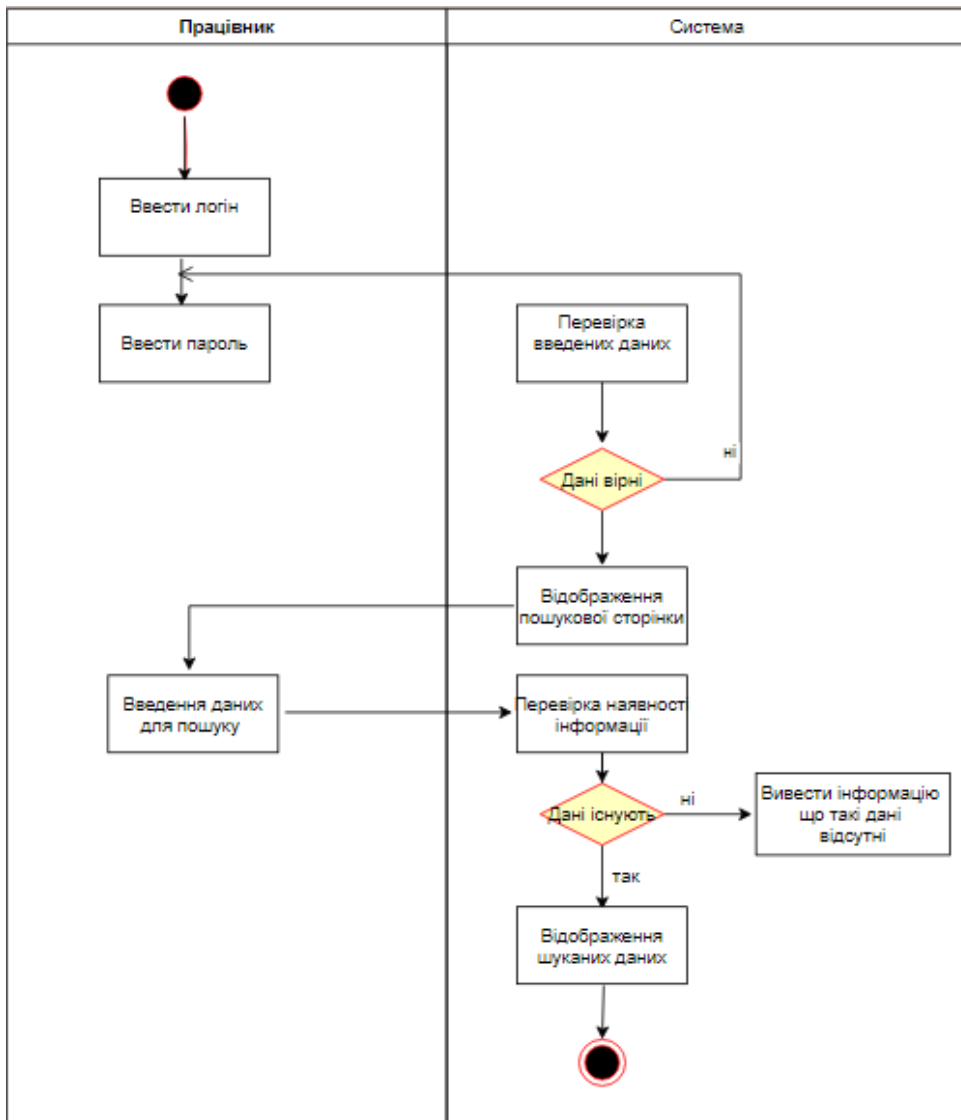 Працівник
Система
Ввести логін
Ввести пароль
Перевірка
введених даних
ні
Дані вірні
Відображення
пошукової сторінки
Введення даних
для пошуку
Перевірка наявності
інформації
Дані існують
ні
Вивести інформацію
що такі дані
відсутні
так
Відображення
шуканих даних